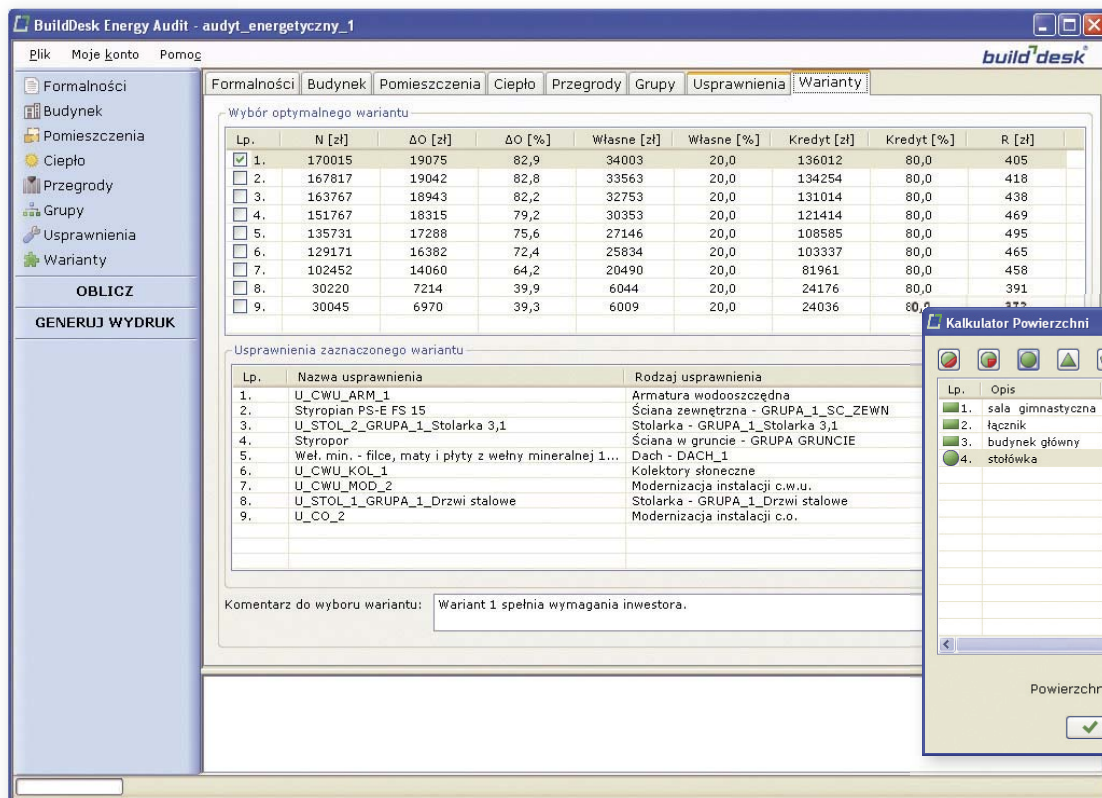 BuildDesk Energy Audit - audyt_energetyczny_1
Plik Moje konto Pomoc
build desk
Formalności
Budynek
Pomieszczenia
Ciepło
Przegrody
Grupy
Usprawnienia
Warianty
OBLICZ
GENERUJ WYDRUK
Formalności Budynek Pomieszczenia Ciepło Przegrody Grupy Usprawnienia Warianty
Wybór optymalnego wariantu
Lp. N [zł] ΔO [zł] ΔO [%] Własne [zł] Własne [%] Kredyt [zł] Kredyt [%] R [zł]
1. 170015 19075 82,9 34003 20,0 136012 80,0 405
2. 167817 19042 82,8 33563 20,0 134254 80,0 418
3. 163767 18943 82,2 32753 20,0 131014 80,0 438
4. 151767 18315 79,2 30353 20,0 121414 80,0 469
5. 135731 17288 75,6 27146 20,0 108585 80,0 495
6. 129171 16382 72,4 25834 20,0 103337 80,0 465
7. 102452 14060 64,2 20490 20,0 81961 80,0 458
8. 30220 7214 39,9 6044 20,0 24176 80,0 391
9. 30045 6970 39,3 6009 20,0 24036 80,0
Usprawnienia zaznaczonego wariantu
Lp. Nazwa usprawnienia Rodzaj usprawnienia
1. U_CWU_ARM_1 Armatura wodooszczędna
2. Styropian PS-E FS 15 Ściana zewnętrzna - GRUPA_1_SC_ZEWN
3. U_STOL_2_GRUPA_1_Stolarka 3,1 Stolarka - GRUPA_1_Stolarka 3,1
4. Styropor Ściana w gruncie - GRUPA GRUNCIE
5. Weł. min. - filce, maty i płyty z wełny mineralnej 1... Dach - DACH_1
6. U_CWU_KOL_1 Kolektory słoneczne
7. U_CWU_MOD_2 Modernizacja instalacji c.w.u.
8. U_STOL_1_GRUPA_1_Drzwi stalowe Stolarka - GRUPA_1_Drzwi stalowe
9. U_CO_2 Modernizacja instalacji c.o.
Komentarz do wyboru wariantu: Wariant 1 spełnia wymagania inwestora.
Kalkulator Powierzchni
Lp. Opis
1. sala gimnastyczna
2. łącznik
3. budynek główny
4. stołówka
Powierzchn